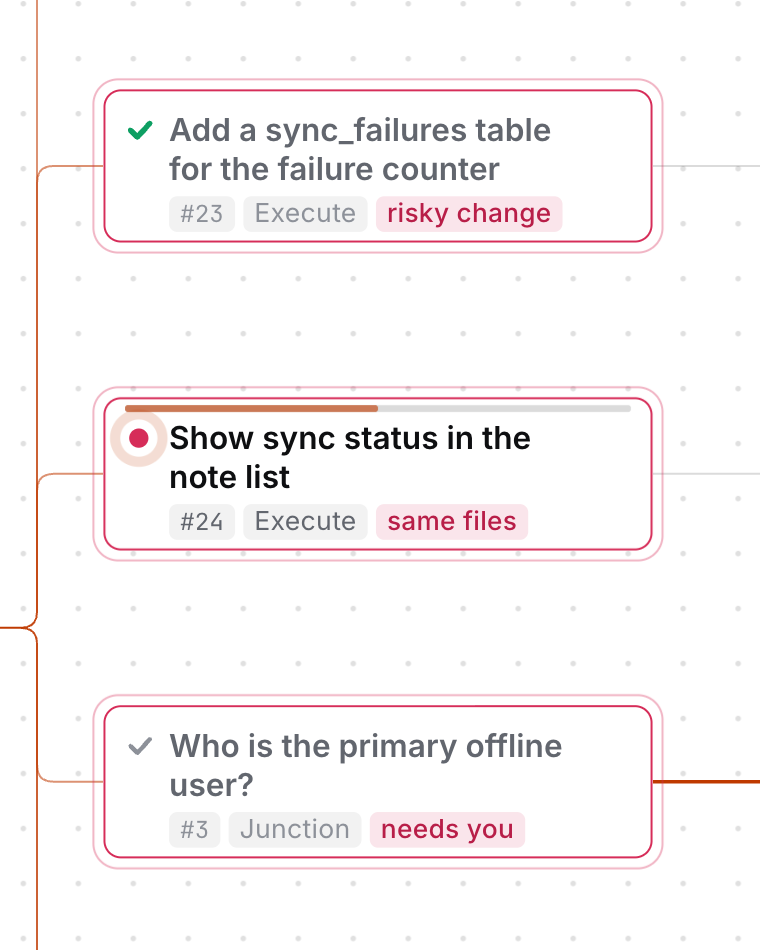 Add a sync_failures table
for the failure counter
#23 Execute risky change
Show sync status in the
note list
#24 Execute same files
Who is the primary offline
user?
#3 Junction needs you